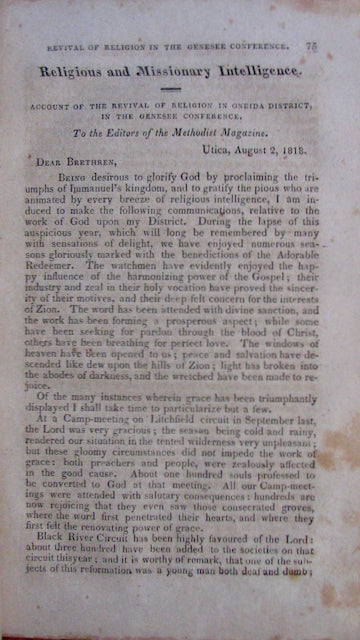 REVIVAL OF RELIGION IN THE GENESEE CONFERENCE. 75
Religious and Missionary Intelligence.
ACCOUNT OF THE REVIVAL OF RELIGION IN ONEIDA DISTRICT,
IN THE GENESEE CONFERENCE.
To the Editors of the Methodist Magazine.
Utica, August 2, 1818.
DEAR BRETHREN,
BEING desirous to glorify God by proclaiming the tri-
umphs of Immanuel's kingdom, and to gratify the pious who are
animated by every breeze of religious intelligence, I am in-
duced to make the following communications, relative to the
work of God upon my District. During the lapse of this
auspicious year, which will long be remembered by many
with sensations of delight, we have enjoyed numerous sea-
sons gloriously marked with the benedictions of the Adorable
Redeemer. The watchmen have evidently enjoyed the hap-
py influence of the harmonizing power of the Gospel; their
industry and zeal in their holy vocation have proved the sincer-
ity of their motives, and their deep felt concern for the interests
of Zion. The word has been attended with divine sanction, and
the work has been forming a prosperous aspect; while some
have been seeking for pardon through the blood of Christ,
others have been breathing for perfect love. The windows of
heaven have been opened to us; peace and salvation have de-
scended like dew upon the hills of Zion; light has broken into
the abodes of darkness, and the wretched have been made to re-
joice.
Of the many instances wherein grace has been triumphantly
displayed I shall take time to particularize but a few.
At a Camp-meeting on Litchfield circuit in September last,
the Lord was very gracious; the season being cold and rainy,
rendered our situation in the tented wilderness very unpleasant;
but these gloomy circumstances did not impede the work of
grace: both preachers and people, were zealously affected
in the good cause. About one hundred souls professed to
be converted to God at that meeting. All our Camp-meet-
ings were attended with salutary consequences: hundreds are
now rejoicing that they even saw those consecrated groves,
where the word first penetrated their hearts, and where they
first felt the renovating power of grace.
Black River Circuit has been highly favoured of the Lord:
about three hundred have been added to the societies on that
circuit this year; and it is worthy of remark, that one of the sub-
jects of this reformation was a young man both deaf and dumb;